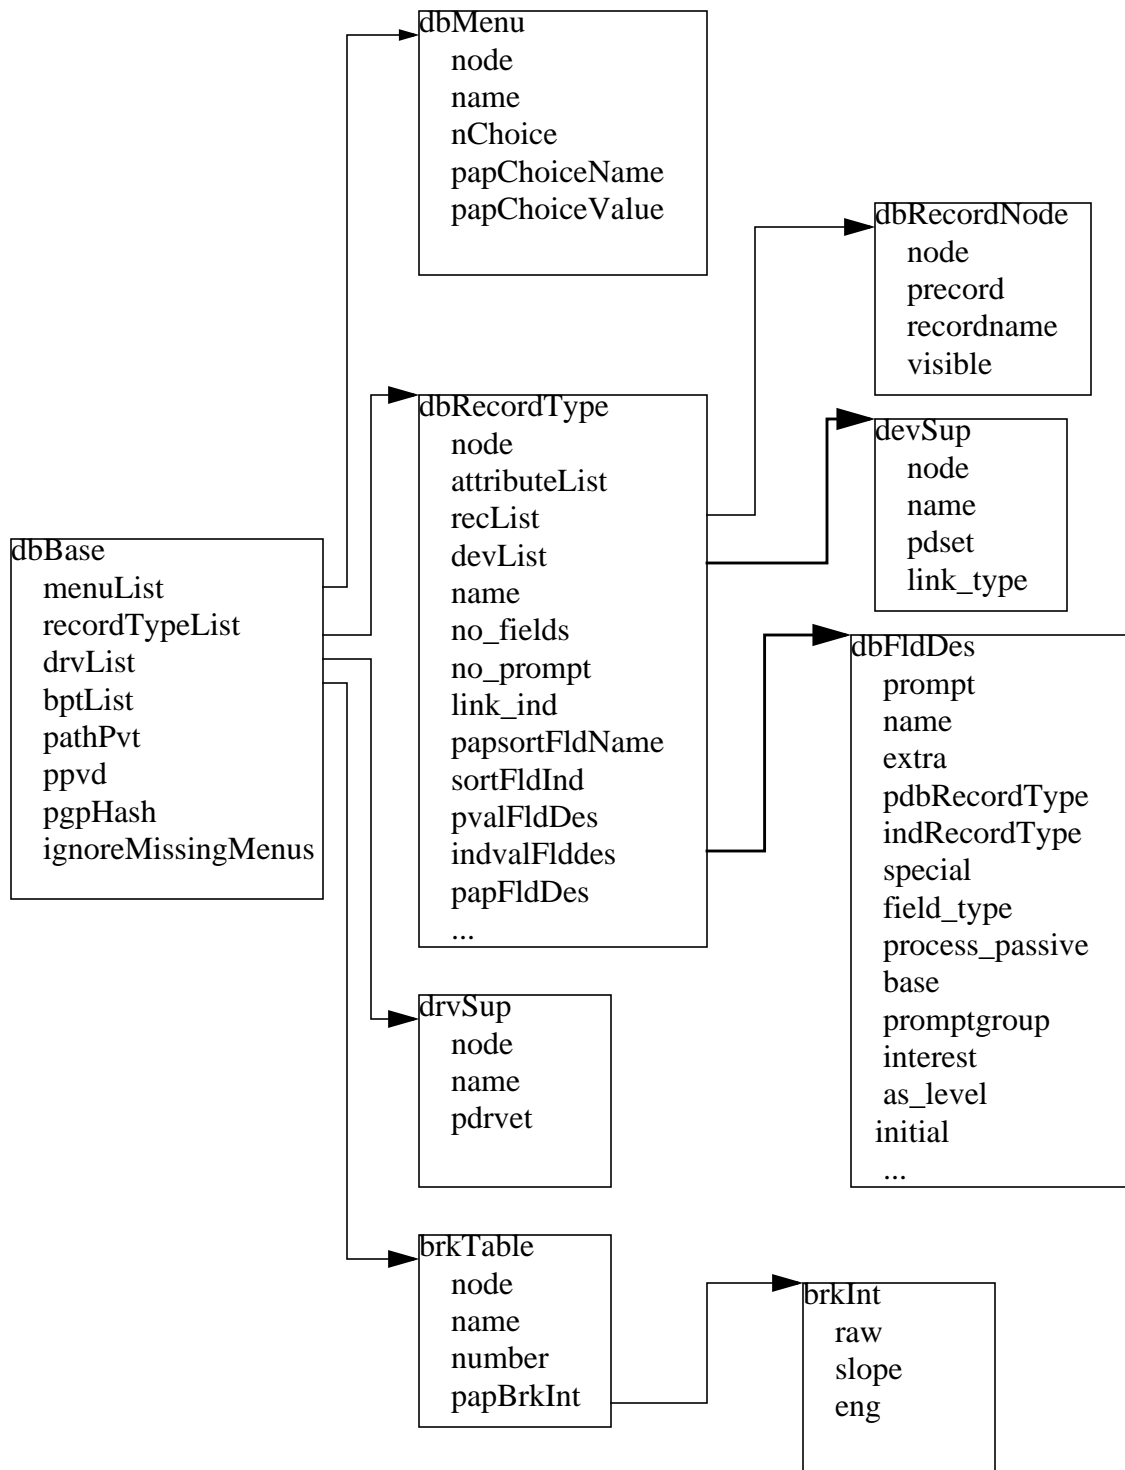 dbMenu
node
name
nChoice
papChoiceName
papChoiceValue
dbRecordNode
node
precord
recordname
visible
dbRecordType
node
attributeList
recList
devList
name
no_fields
no_prompt
link_ind
papsortFldName
sortFldInd
pvalFldDes
indvalFlddes
papFldDes
...
devSup
node
name
pdset
link_type
dbBase
menuList
recordTypeList
drvList
bptList
pathPvt
ppvd
pgpHash
ignoreMissingMenus
dbFldDes
prompt
name
extra
pdbRecordType
indRecordType
special
field_type
process_passive
base
promptgroup
interest
as_level
initial
...
drvSup
node
name
pdrvet
brkTable
node
name
number
papBrkInt
brkInt
raw
slope
eng